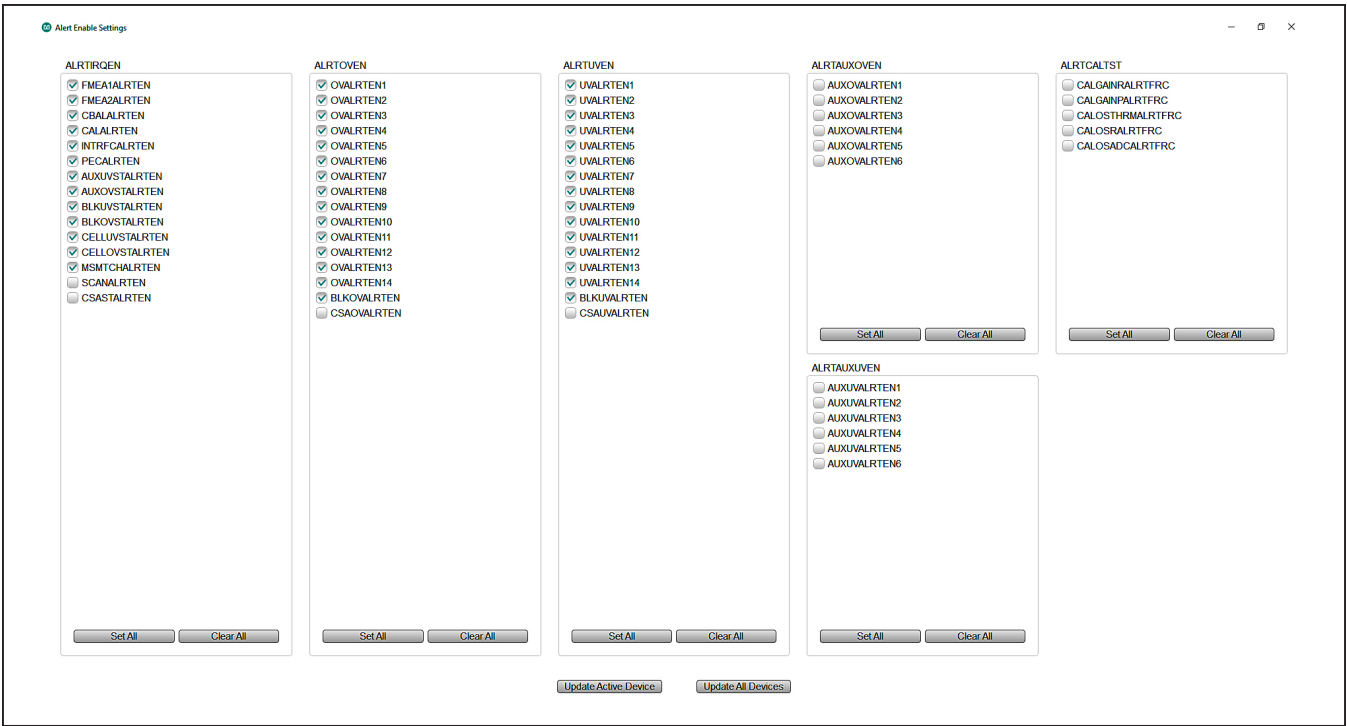 Alert Enable Settings
ALRTIRQEN
FMEA1ALRTEN
FMEA2ALRTEN
CBALALRTEN
CALALRTEN
INTRFCALRTEN
PECALRTEN
AUXUVSTALRTEN
AUXOVSTALRTEN
BLKUVSTALRTEN
BLKOVSTALRTEN
CELLUVSTALRTEN
CELLOVSTALRTEN
MSMTCHALRTEN
SCANALRTEN
CSASTALRTEN
Set All Clear All
ALRTOVEN
OVALRTEN1
OVALRTEN2
OVALRTEN3
OVALRTEN4
OVALRTEN5
OVALRTEN6
OVALRTEN7
OVALRTEN8
OVALRTEN9
OVALRTEN10
OVALRTEN11
OVALRTEN12
OVALRTEN13
OVALRTEN14
BLKOVALRTEN
CSAOVALRTEN
Set All Clear All
ALRTUVEN
UVALRTEN1
UVALRTEN2
UVALRTEN3
UVALRTEN4
UVALRTEN5
UVALRTEN6
UVALRTEN7
UVALRTEN8
UVALRTEN9
UVALRTEN10
UVALRTEN11
UVALRTEN12
UVALRTEN13
UVALRTEN14
BLKUVALRTEN
CSAUVALRTEN
Set All Clear All
ALRTAUXOVEN
AUXOVALRTEN1
AUXOVALRTEN2
AUXOVALRTEN3
AUXOVALRTEN4
AUXOVALRTEN5
AUXOVALRTEN6
Set All Clear All
ALRTAUXUVEN
AUXUVALRTEN1
AUXUVALRTEN2
AUXUVALRTEN3
AUXUVALRTEN4
AUXUVALRTEN5
AUXUVALRTEN6
Set All Clear All
ALRTCALTST
CALGAINRALRTFRC
CALGAINPALRTFRC
CALOSTHRMALRTFRC
CALOSRALRTFRC
CALOSADCALRTFRC
Set All Clear All
Update Active Device Update All Devices